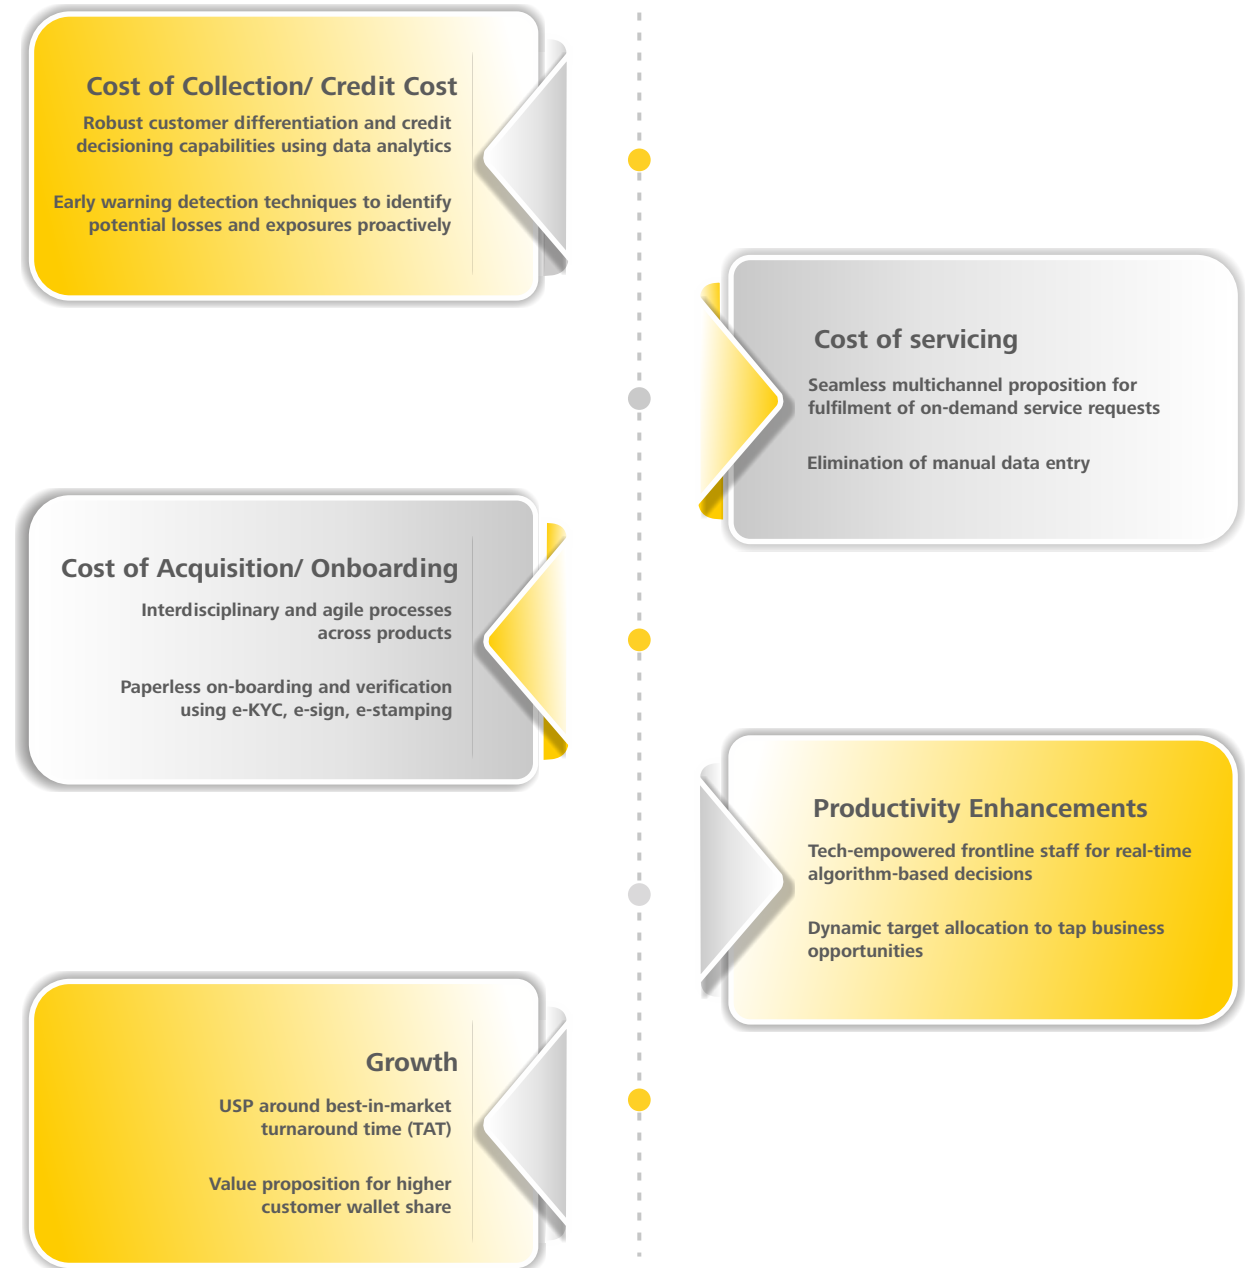 Cost of Collection/ Credit Cost
Robust customer differentiation and credit
decisioning capabilities using data analytics
Early warning detection techniques to identify
potential losses and exposures proactively
Cost of servicing
Seamless multichannel proposition for
fulfilment of on-demand service requests
Elimination of manual data entry
Cost of Acquisition/ Onboarding
Interdisciplinary and agile processes
across products
Paperless on-boarding and verification
using e-KYC, e-sign, e-stamping
Productivity Enhancements
Tech-empowered frontline staff for real-time
algorithm-based decisions
Dynamic target allocation to tap business
opportunities
Growth
USP around best-in-market
turnaround time (TAT)
Value proposition for higher
customer wallet share